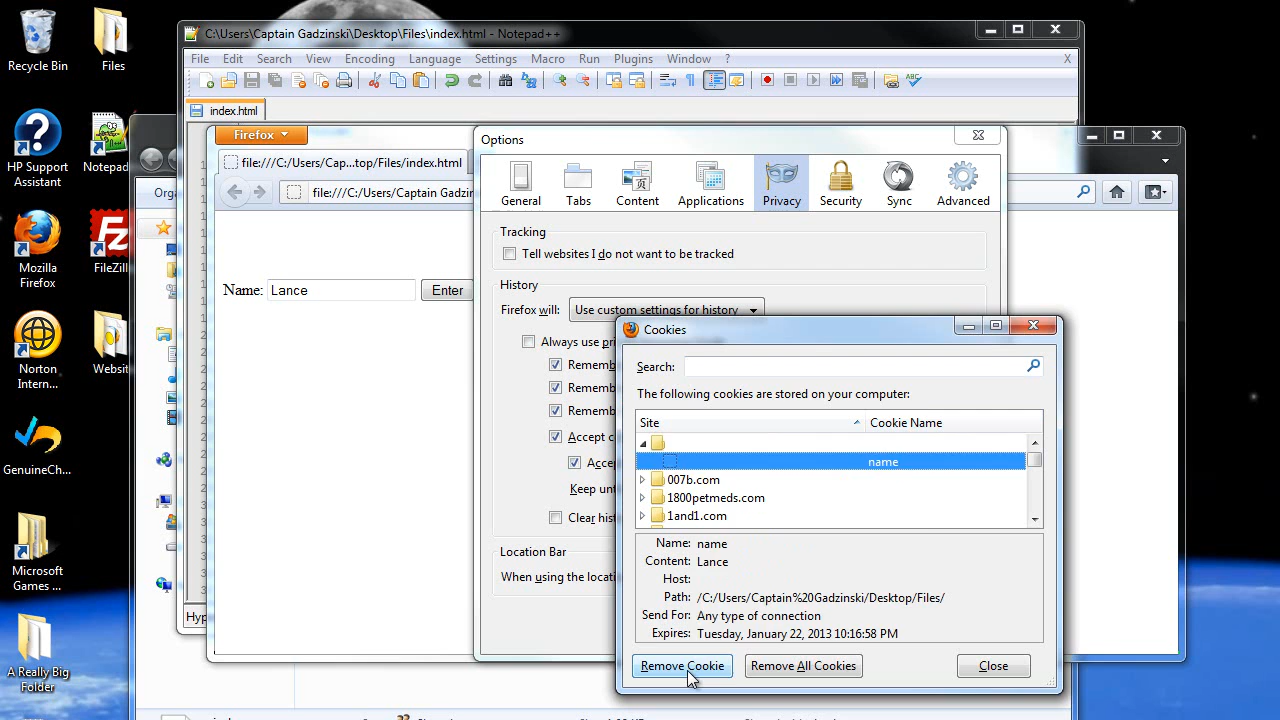 Recycle Bin
Files
HP Support
Assistant
Notepad
Mozilla
Firefox
FileZil
Norton
Intern...
Websit
GenuineCh...
Microsoft
Games ...
A Really Big
Folder
C:\Users\Captain Gadzinski\Desktop\Files\index.html - Notepad++
File Edit Search View Encoding Language Settings Macro Run Plugins Window ? X
index.html
Orga
Hyp
Firefox
file:///C:/Users/Cap...top/Files/index.html
file:///C:/Users/Captain Gadzin
Name: Lance Enter
Options
General Tabs Content Applications Privacy Security Sync Advanced
Tracking
Tell websites I do not want to be tracked
History
Firefox will: Use custom settings for history
Always use pri
Rememb
Rememb
Rememb
Accept c
Accep
Keep unt
Clear hist
Location Bar
When using the locati
Cookies
Search:
The following cookies are stored on your computer:
Site Cookie Name
name
007b.com
1800petmeds.com
1and1.com
Name: name
Content: Lance
Host:
Path: /C:/Users/Captain%20Gadzinski/Desktop/Files/
Send For: Any type of connection
Expires: Tuesday, January 22, 2013 10:16:58 PM
Remove Cookie Remove All Cookies Close